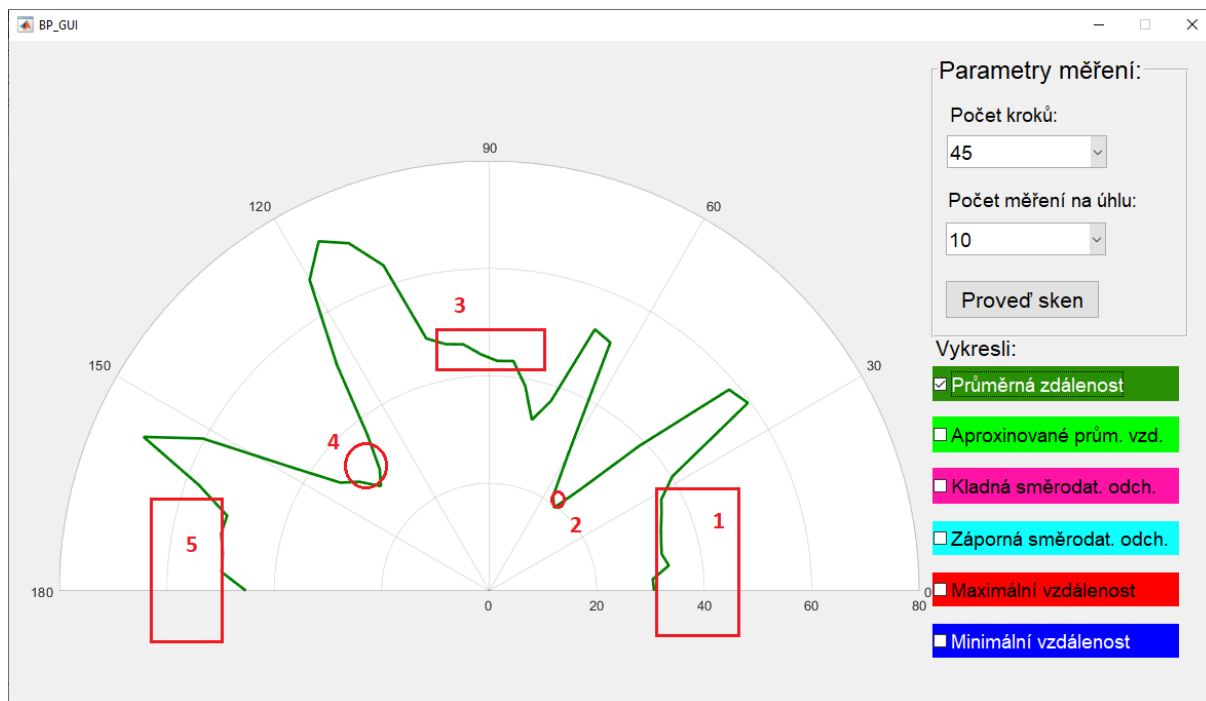 BP_GUI
Parametry měření:
Počet kroků:
45
Počet měření na úhlu:
10
Proveď sken
Vykresli:
Průměrná zdálenost
Aproxinované prům. vzd.
Kladná směrodat. odch.
Záporná směrodat. odch.
Maximální vzdálenost
Minimální vzdálenost
90
120
60
150
30
180
0
0
20
40
60
80
3
4
2
1
5